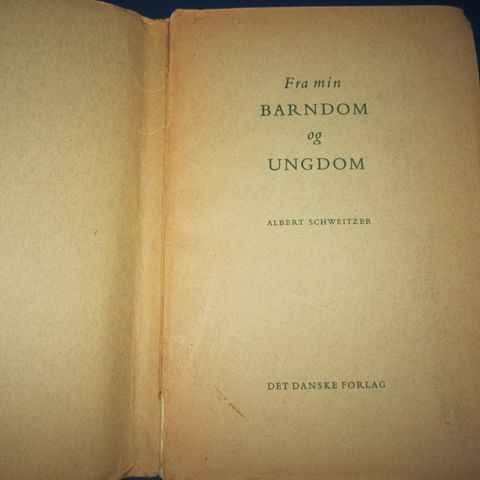 Fra min
BARNDOM
og
UNGDOM
ALBERT SCHWEITZER
DET DANSKE FORLAG